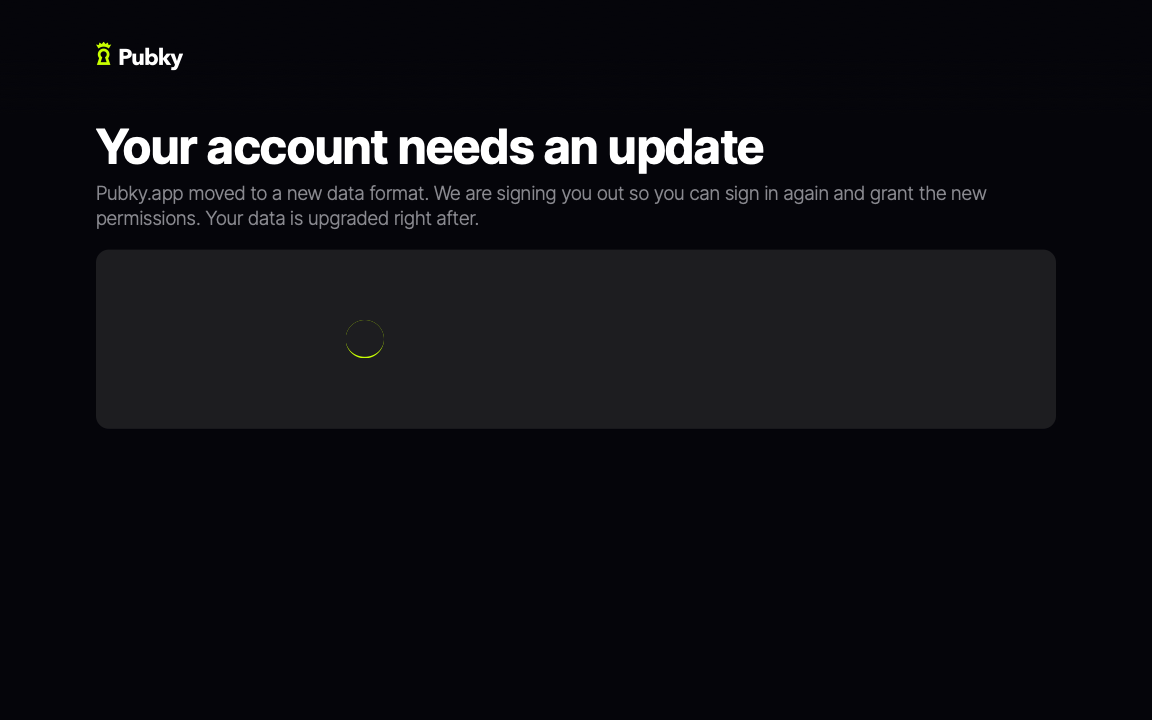 Pubky
Your account needs an update
Pubky.app moved to a new data format. We are signing you out so you can sign in again and grant the new
permissions. Your data is upgraded right after.